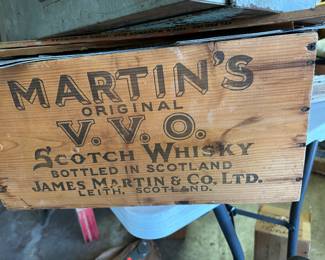 MARTIN'S
ORIGINAL
V.V.O.
SCOTCH WHISKY
BOTTLED IN SCOTLAND
JAMES MARTIN & CO. LTD.
LEITH, SCOTLAND.